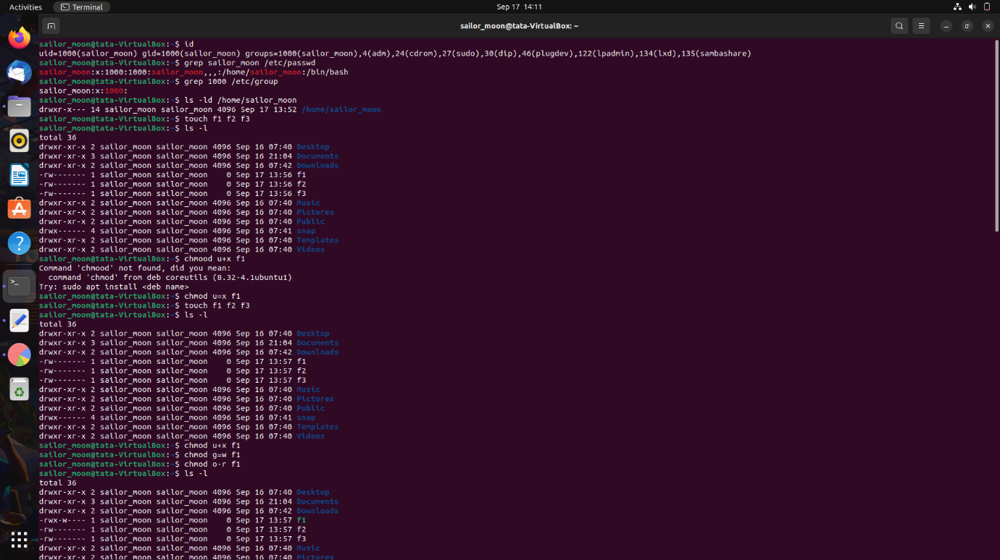 Activities
Terminal
Sep 17 14:11
sailor_moon@tata-VirtualBox: ~
sailor_moon@tata-VirtualBox:~$ id
uid=1000(sailor_moon) gid=1000(sailor_moon) groups=1000(sailor_moon),4(adm),24(cdrom),27(sudo),30(dip),46(plugdev),122(lpadmin),134(lxd),135(sambashare)
sailor_moon@tata-VirtualBox:~$ grep sailor_moon /etc/passwd
sailor_moon:x:1000:1000:sailor_moon,,,:/home/sailor_moon:/bin/bash
sailor_moon@tata-VirtualBox:~$ grep 1000 /etc/group
sailor_moon:x:1000:
sailor_moon@tata-VirtualBox:~$ ls -ld /home/sailor_moon
drwxr-x--- 14 sailor_moon sailor_moon 4096 Sep 17 13:52 /home/sailor_moon
sailor_moon@tata-VirtualBox:~$ touch f1 f2 f3
sailor_moon@tata-VirtualBox:~$ ls -l
total 36
drwxr-xr-x 2 sailor_moon sailor_moon 4096 Sep 16 07:40 Desktop
drwxr-xr-x 3 sailor_moon sailor_moon 4096 Sep 16 21:04 Documents
drwxr-xr-x 2 sailor_moon sailor_moon 4096 Sep 16 07:42 Downloads
-rw------- 1 sailor_moon sailor_moon    0 Sep 17 13:56 f1
-rw------- 1 sailor_moon sailor_moon    0 Sep 17 13:56 f2
-rw------- 1 sailor_moon sailor_moon    0 Sep 17 13:56 f3
drwxr-xr-x 2 sailor_moon sailor_moon 4096 Sep 16 07:40 Music
drwxr-xr-x 2 sailor_moon sailor_moon 4096 Sep 16 07:40 Pictures
drwxr-xr-x 2 sailor_moon sailor_moon 4096 Sep 16 07:40 Public
drwx------ 4 sailor_moon sailor_moon 4096 Sep 16 07:41 snap
drwxr-xr-x 2 sailor_moon sailor_moon 4096 Sep 16 07:40 Templates
drwxr-xr-x 2 sailor_moon sailor_moon 4096 Sep 16 07:40 Videos
sailor_moon@tata-VirtualBox:~$ chmood u+x f1
Command 'chmood' not found, did you mean:
  command 'chmod' from deb coreutils (8.32-4.1ubuntu1)
Try: sudo apt install <deb name>
sailor_moon@tata-VirtualBox:~$ chmod u=x f1
sailor_moon@tata-VirtualBox:~$ touch f1 f2 f3
sailor_moon@tata-VirtualBox:~$ ls -l
total 36
drwxr-xr-x 2 sailor_moon sailor_moon 4096 Sep 16 07:40 Desktop
drwxr-xr-x 3 sailor_moon sailor_moon 4096 Sep 16 21:04 Documents
drwxr-xr-x 2 sailor_moon sailor_moon 4096 Sep 16 07:42 Downloads
-rw------- 1 sailor_moon sailor_moon    0 Sep 17 13:57 f1
-rw------- 1 sailor_moon sailor_moon    0 Sep 17 13:57 f2
-rw------- 1 sailor_moon sailor_moon    0 Sep 17 13:57 f3
drwxr-xr-x 2 sailor_moon sailor_moon 4096 Sep 16 07:40 Music
drwxr-xr-x 2 sailor_moon sailor_moon 4096 Sep 16 07:40 Pictures
drwxr-xr-x 2 sailor_moon sailor_moon 4096 Sep 16 07:40 Public
drwx------ 4 sailor_moon sailor_moon 4096 Sep 16 07:41 snap
drwxr-xr-x 2 sailor_moon sailor_moon 4096 Sep 16 07:40 Templates
drwxr-xr-x 2 sailor_moon sailor_moon 4096 Sep 16 07:40 Videos
sailor_moon@tata-VirtualBox:~$ chmod u+x f1
sailor_moon@tata-VirtualBox:~$ chmod g=w f1
sailor_moon@tata-VirtualBox:~$ chmod o-r f1
sailor_moon@tata-VirtualBox:~$ ls -l
total 36
drwxr-xr-x 2 sailor_moon sailor_moon 4096 Sep 16 07:40 Desktop
drwxr-xr-x 3 sailor_moon sailor_moon 4096 Sep 16 21:04 Documents
drwxr-xr-x 2 sailor_moon sailor_moon 4096 Sep 16 07:42 Downloads
-rwx-w---- 1 sailor_moon sailor_moon    0 Sep 17 13:57 f1
-rw------- 1 sailor_moon sailor_moon    0 Sep 17 13:57 f2
-rw------- 1 sailor_moon sailor_moon    0 Sep 17 13:57 f3
drwxr-xr-x 2 sailor_moon sailor_moon 4096 Sep 16 07:40 Music
drwxr-xr-x 2 sailor_moon sailor_moon 4096 Sep 16 07:40 Pictures